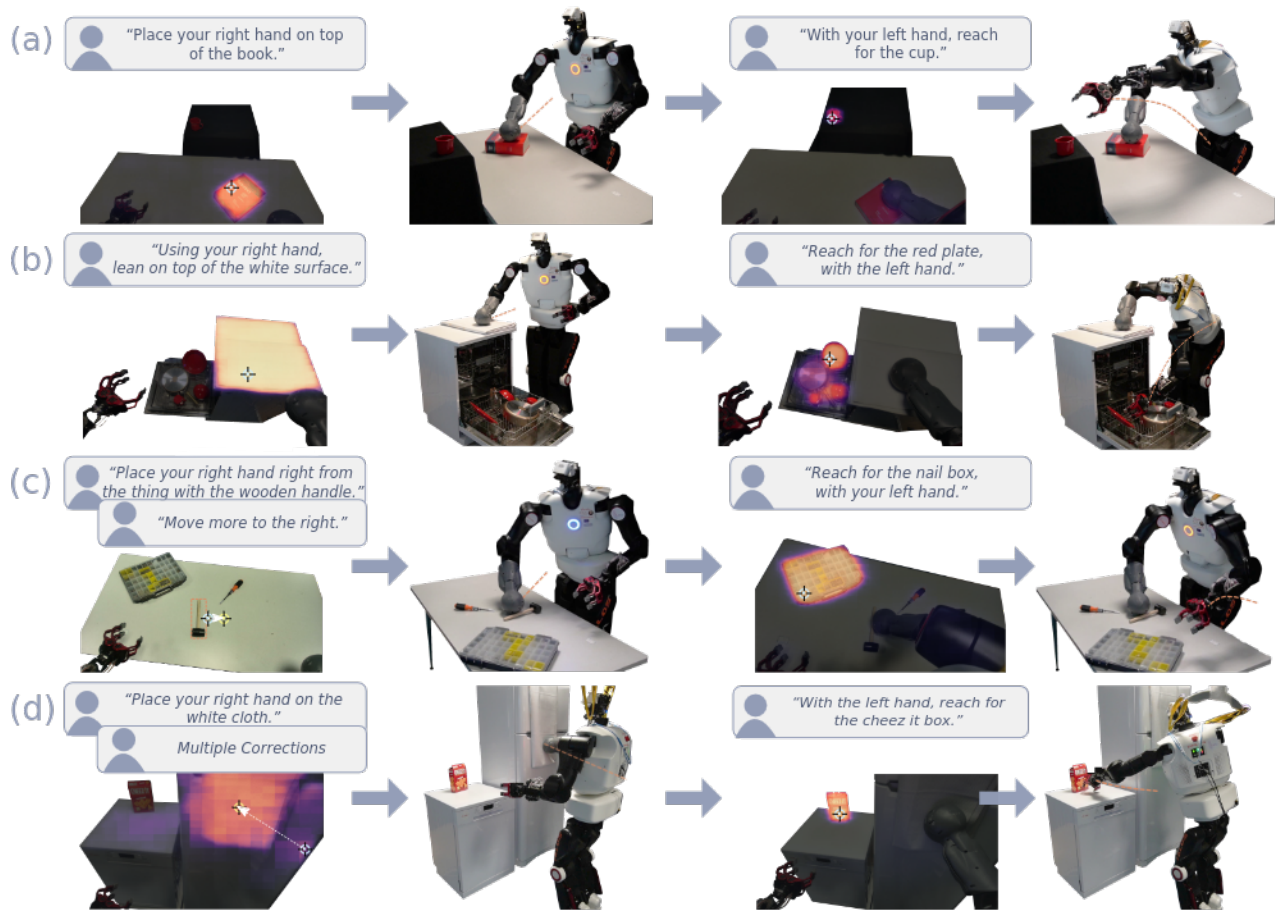 (a)
“Place your right hand on top
of the book.”
“With your left hand, reach
for the cup.”
(b)
“Using your right hand,
lean on top of the white surface.”
“Reach for the red plate,
with the left hand.”
(c)
“Place your right hand right from
the thing with the wooden handle.”
“Move more to the right.”
“Reach for the nail box,
with your left hand.”
(d)
“Place your right hand on the
white cloth.”
Multiple Corrections
“With the left hand, reach for
the cheez it box.”